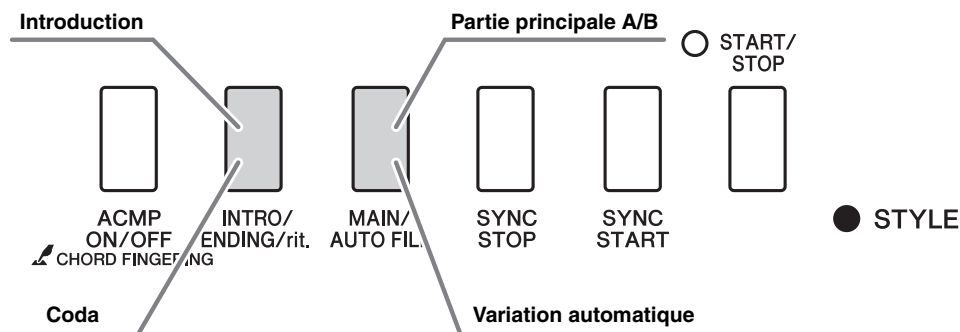 Introduction
Partie principale A/B
START/
STOP
ACMP
ON/OFF
CHORD FINGERING
INTRO/
ENDING/rit.
MAIN/
AUTO FILL
SYNC
STOP
SYNC
START
STYLE
Coda
Variation automatique